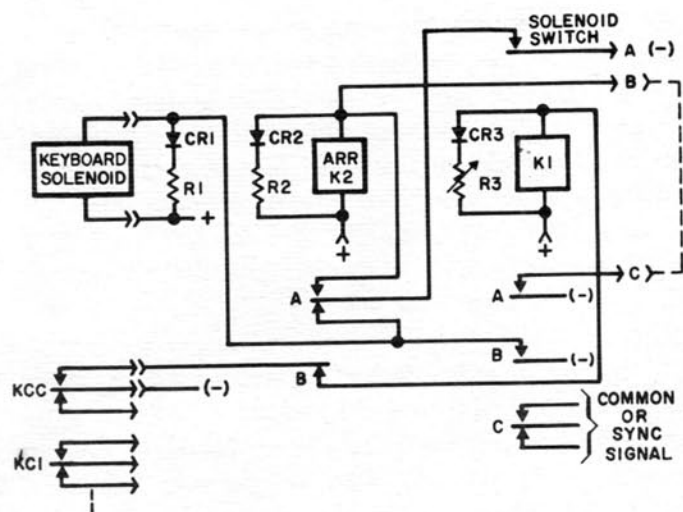 SOLENOID
SWITCH
A (-)
B
KEYBOARD
SOLENOID
CR1
R1
+
CR2
R2
ARR
K2
+
CR3
R3
K1
+
A
A (-)
C
B (-)
B
KCC (-)
KC1
C
COMMON
OR
SYNC
SIGNAL